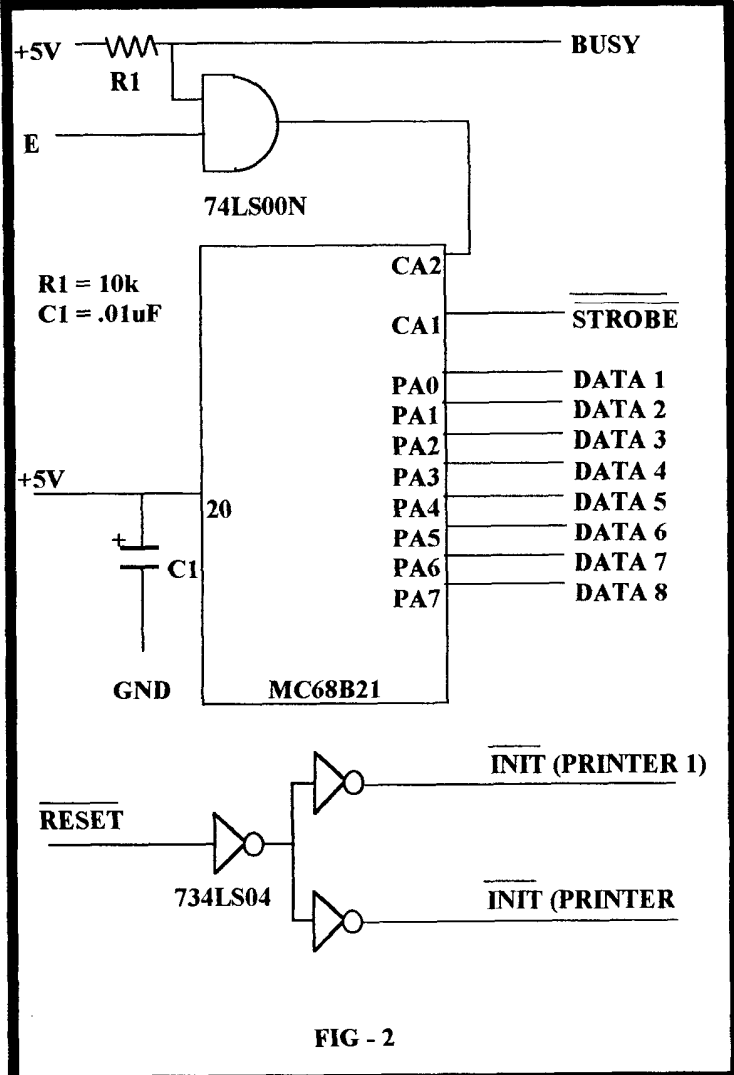 +5V
R1
BUSY
E
74LS00N
R1 = 10k
C1 = .01uF
CA2
CA1
STROBE
PA0 DATA 1
PA1 DATA 2
PA2 DATA 3
PA3 DATA 4
PA4 DATA 5
PA5 DATA 6
PA6 DATA 7
PA7 DATA 8
+5V
20
+
C1
GND
MC68B21
INIT (PRINTER 1)
RESET
734LS04
INIT (PRINTER
FIG - 2